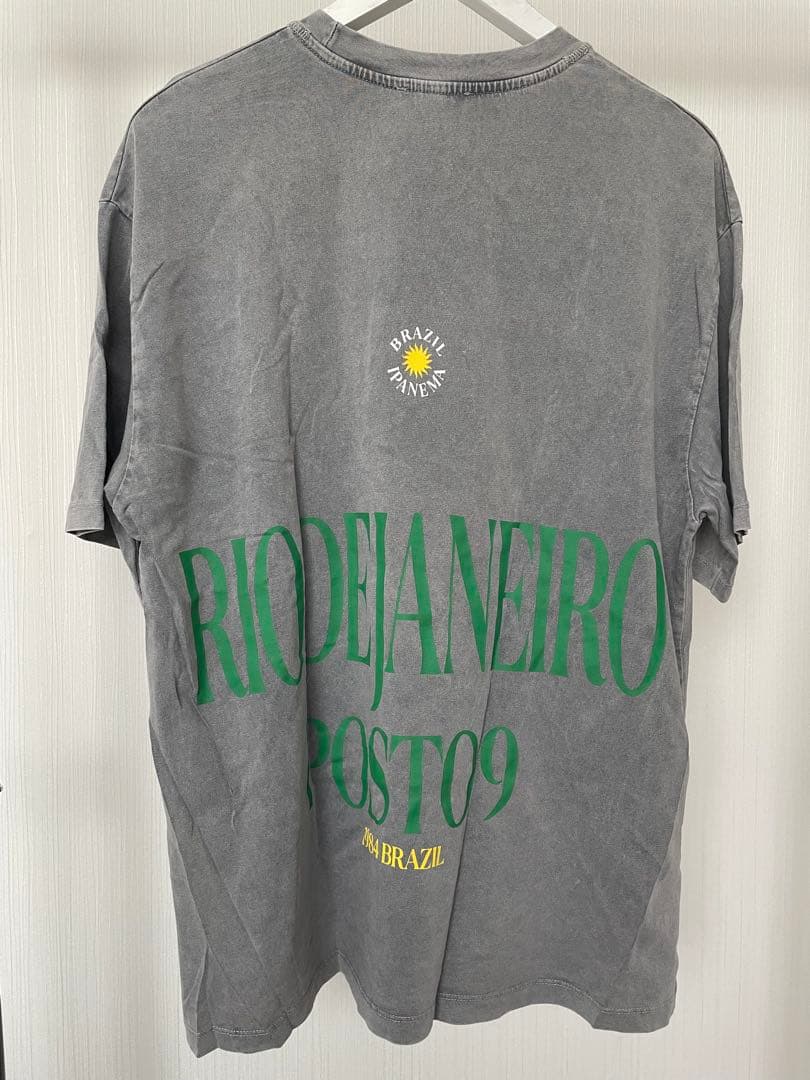 BRAZIL
IPANEMA
RIODEJANEIRO
POSTO9
1984 BRAZIL